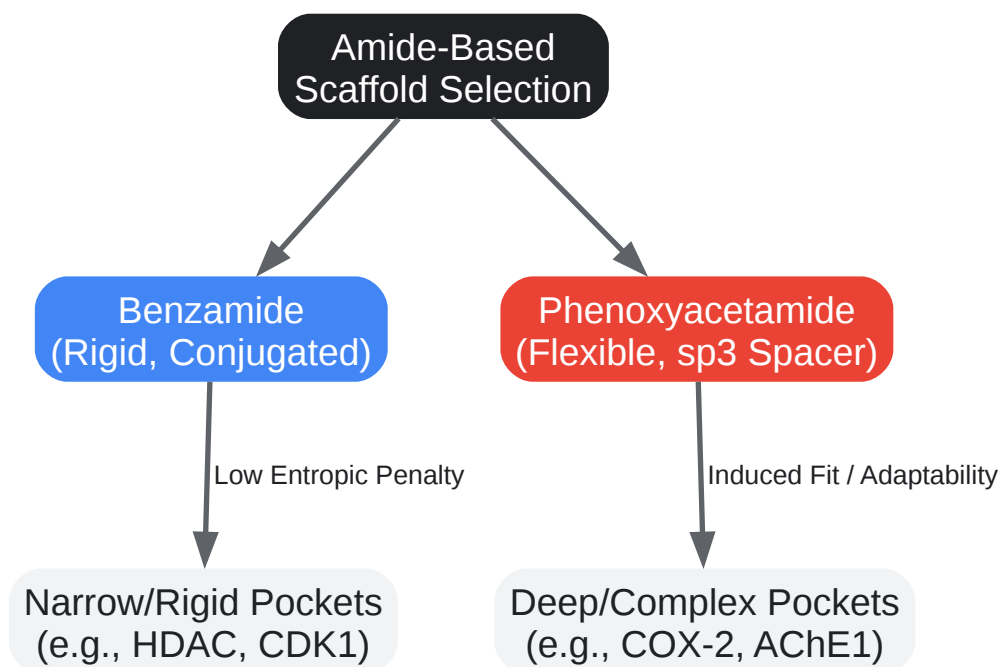 Amide-Based
Scaffold Selection
Benzamide
(Rigid, Conjugated)
Phenoxyacetamide
(Flexible, sp3 Spacer)
Low Entropic Penalty
Induced Fit / Adaptability
Narrow/Rigid Pockets
(e.g., HDAC, CDK1)
Deep/Complex Pockets
(e.g., COX-2, AChE1)